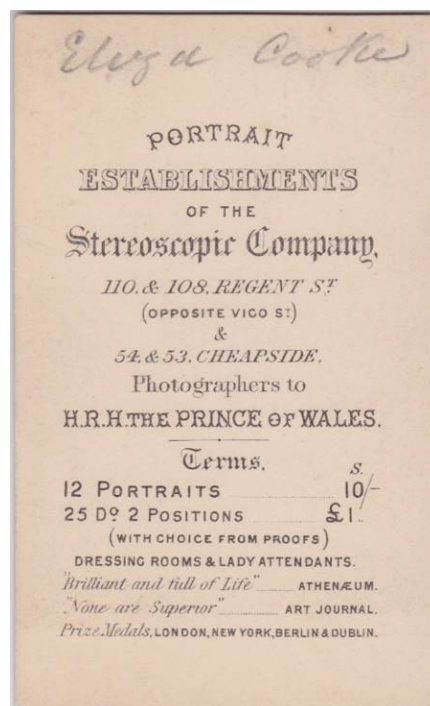 Eliza Cooke
PORTRAIT
ESTABLISHMENTS
OF THE
Stereoscopic Company,
110. & 108. REGENT ST
(OPPOSITE VIGO ST)
&
54. & 53. CHEAPSIDE.
Photographers to
H.R.H. THE PRINCE OF WALES.
Terms.
S.
12 PORTRAITS 10/-
25 DO 2 POSITIONS £1.
(WITH CHOICE FROM PROOFS)
DRESSING ROOMS & LADY ATTENDANTS.
"Brilliant and full of Life" ATHENÆUM.
"None are Superior" ART JOURNAL.
Prize Medals, LONDON, NEW YORK, BERLIN & DUBLIN.